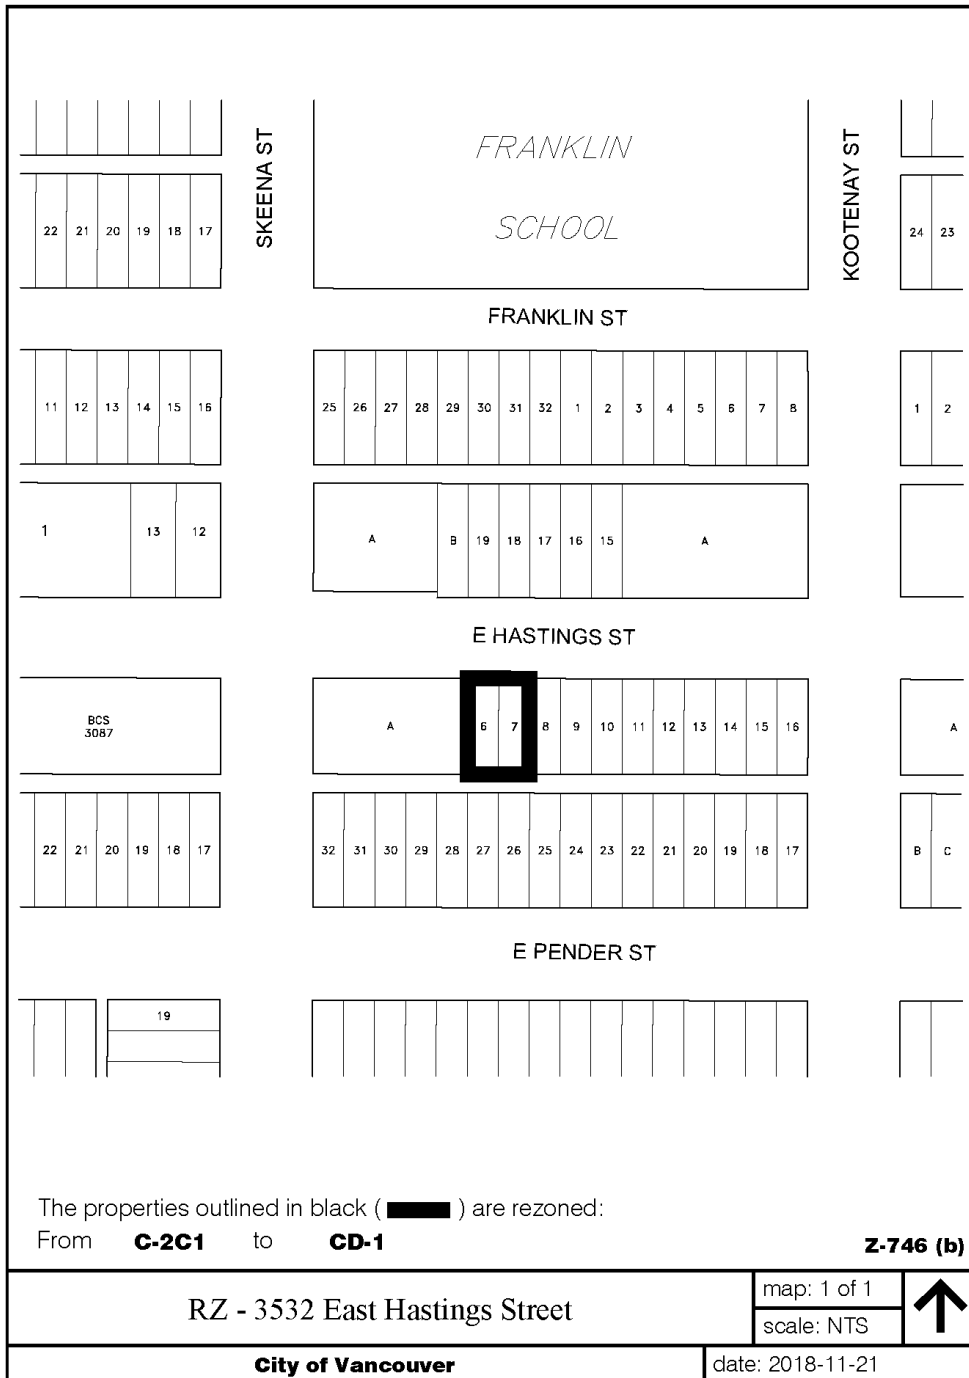 FRANKLIN
SCHOOL
SKEENA ST
KOOTENAY ST
22 21 20 19 18 17
24 23
FRANKLIN ST
11 12 13 14 15 16
25 26 27 28 29 30 31 32 1 2 3 4 5 6 7 8
1 2
1 13 12
A B 19 18 17 16 15 A
E HASTINGS ST
BCS
3087
A 6 7 8 9 10 11 12 13 14 15 16
A
22 21 20 19 18 17
32 31 30 29 28 27 26 25 24 23 22 21 20 19 18 17
B C
E PENDER ST
19
The properties outlined in black ( ) are rezoned:
From C-2C1 to CD-1
Z-746 (b)
RZ - 3532 East Hastings Street
map: 1 of 1
scale: NTS
City of Vancouver
date: 2018-11-21